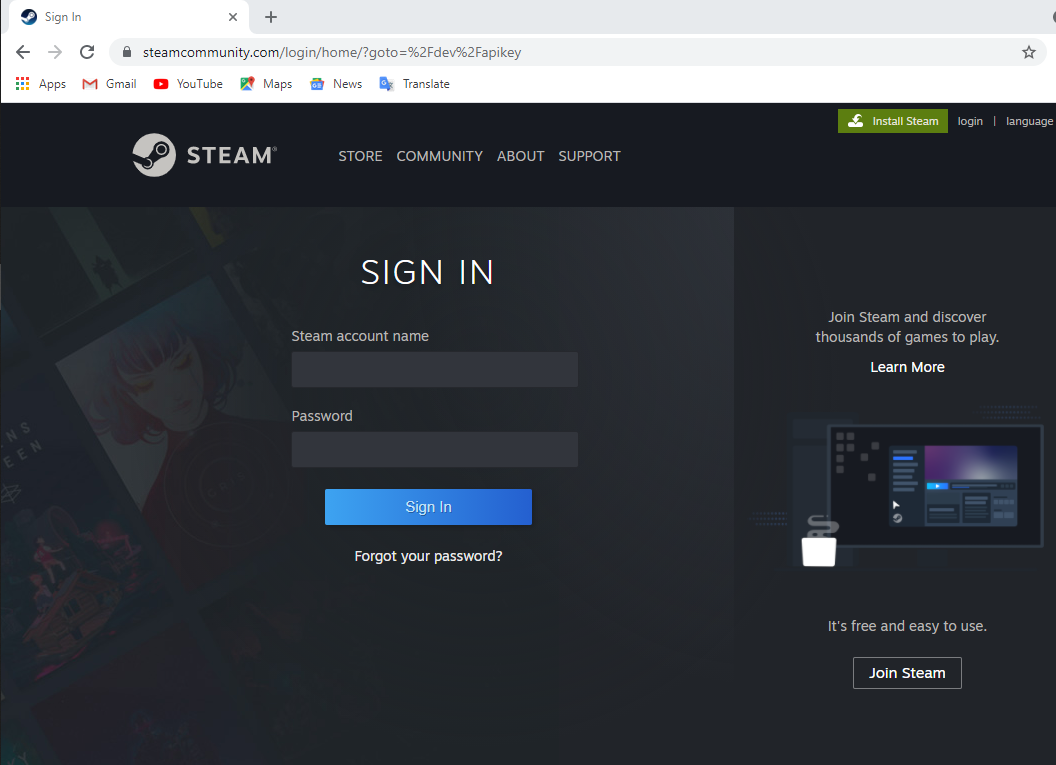 Sign In
steamcommunity.com/login/home/?goto=%2Fdev%2Fapikey
Apps Gmail YouTube Maps News Translate
Install Steam login | language
STEAM® STORE COMMUNITY ABOUT SUPPORT
SIGN IN
Steam account name
Password
Sign In
Forgot your password?
Join Steam and discover
thousands of games to play.
Learn More
It's free and easy to use.
Join Steam